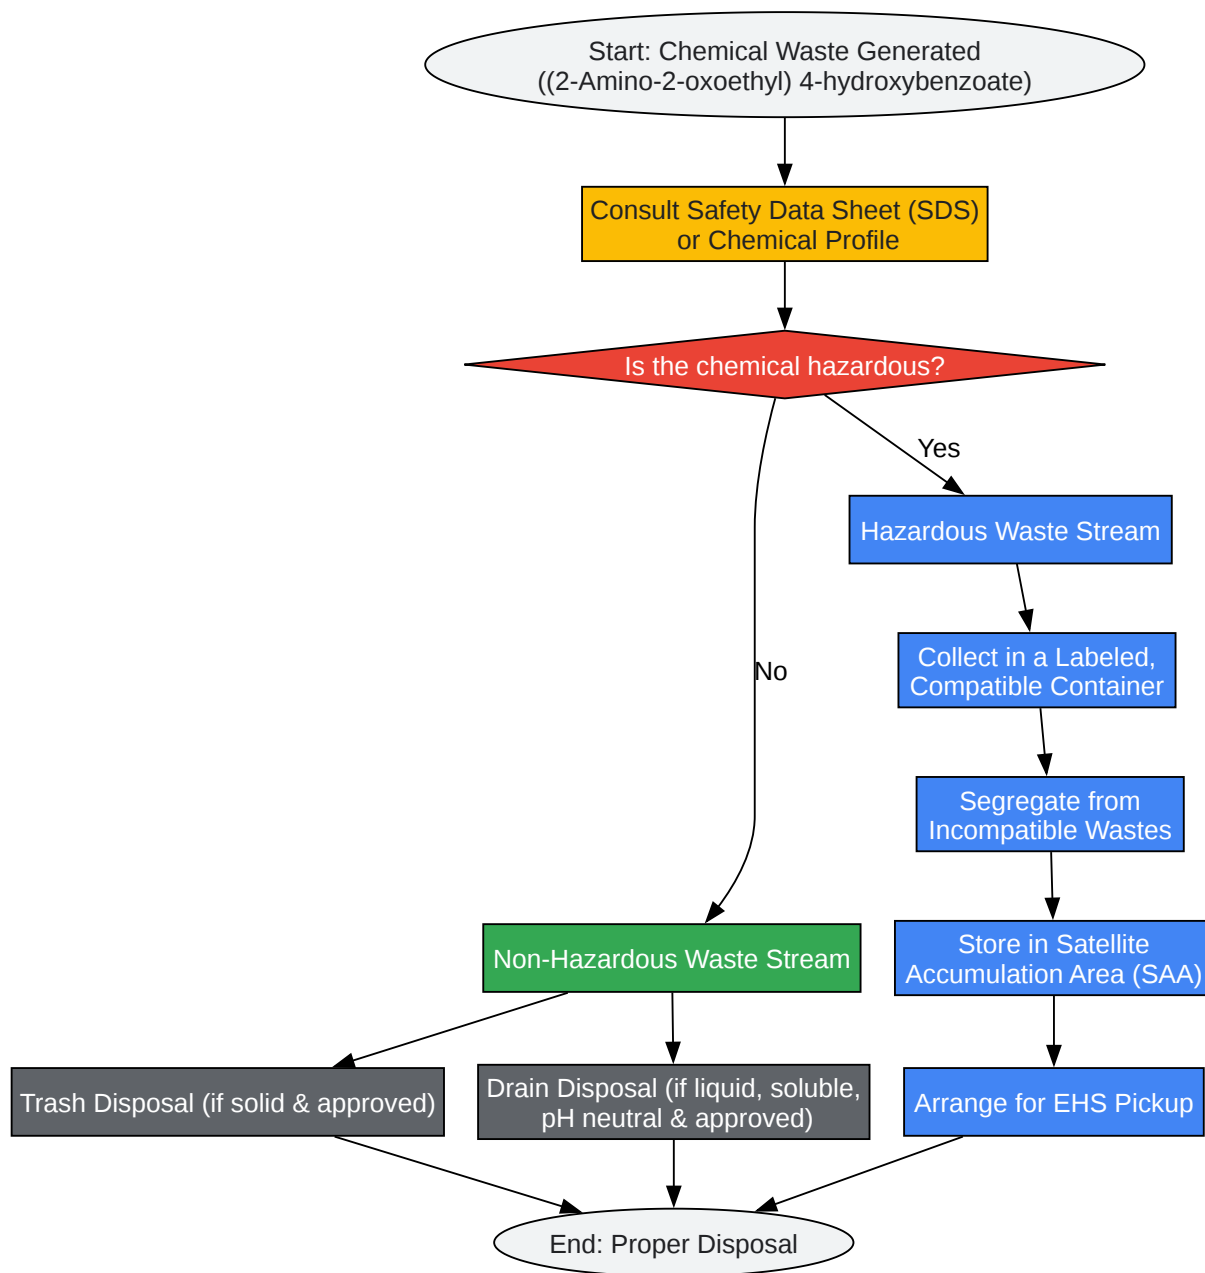 Start: Chemical Waste Generated
((2-Amino-2-oxoethyl) 4-hydroxybenzoate)
Consult Safety Data Sheet (SDS)
or Chemical Profile
Is the chemical hazardous?
Yes
Hazardous Waste Stream
Collect in a Labeled,
Compatible Container
No
Segregate from
Incompatible Wastes
Non-Hazardous Waste Stream
Store in Satellite
Accumulation Area (SAA)
Trash Disposal (if solid & approved)
Drain Disposal (if liquid, soluble,
pH neutral & approved)
Arrange for EHS Pickup
End: Proper Disposal